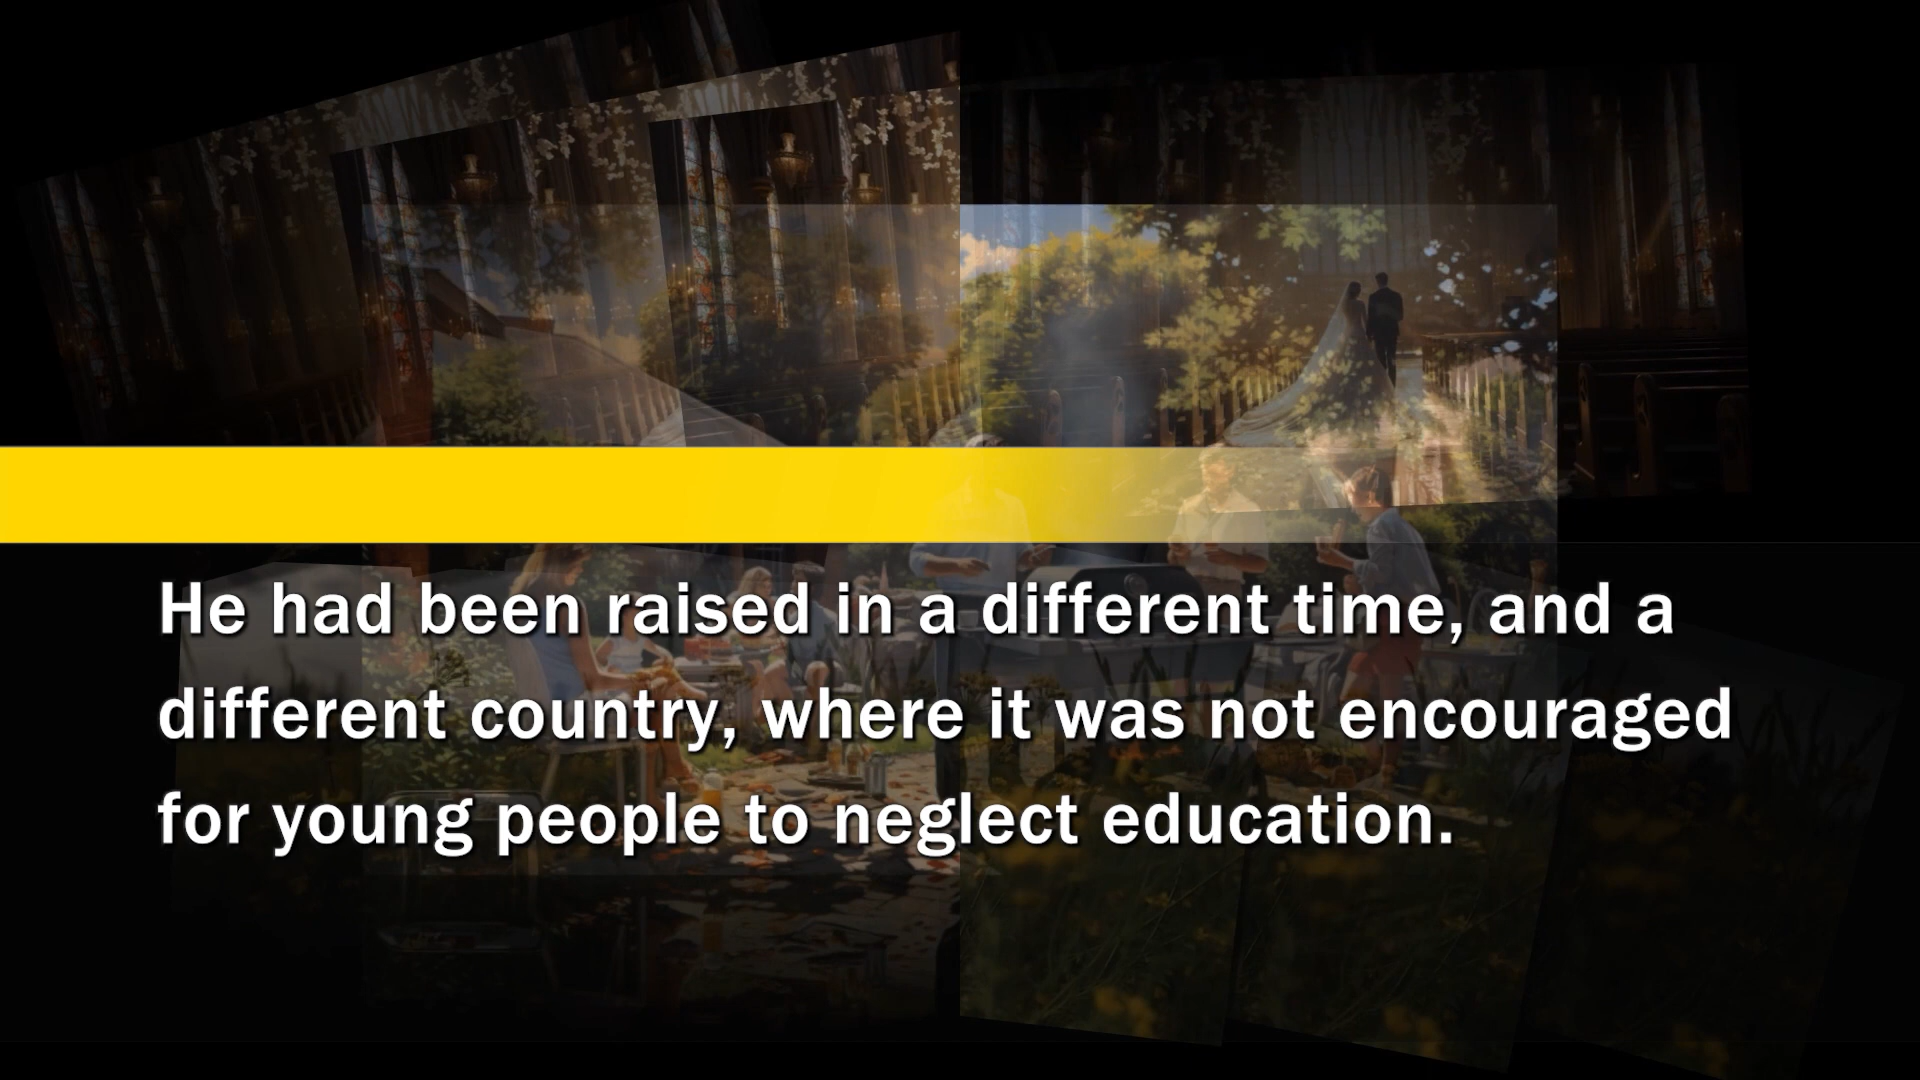 He had been raised in a different time, and a
different country, where it was not encouraged
for young people to neglect education.